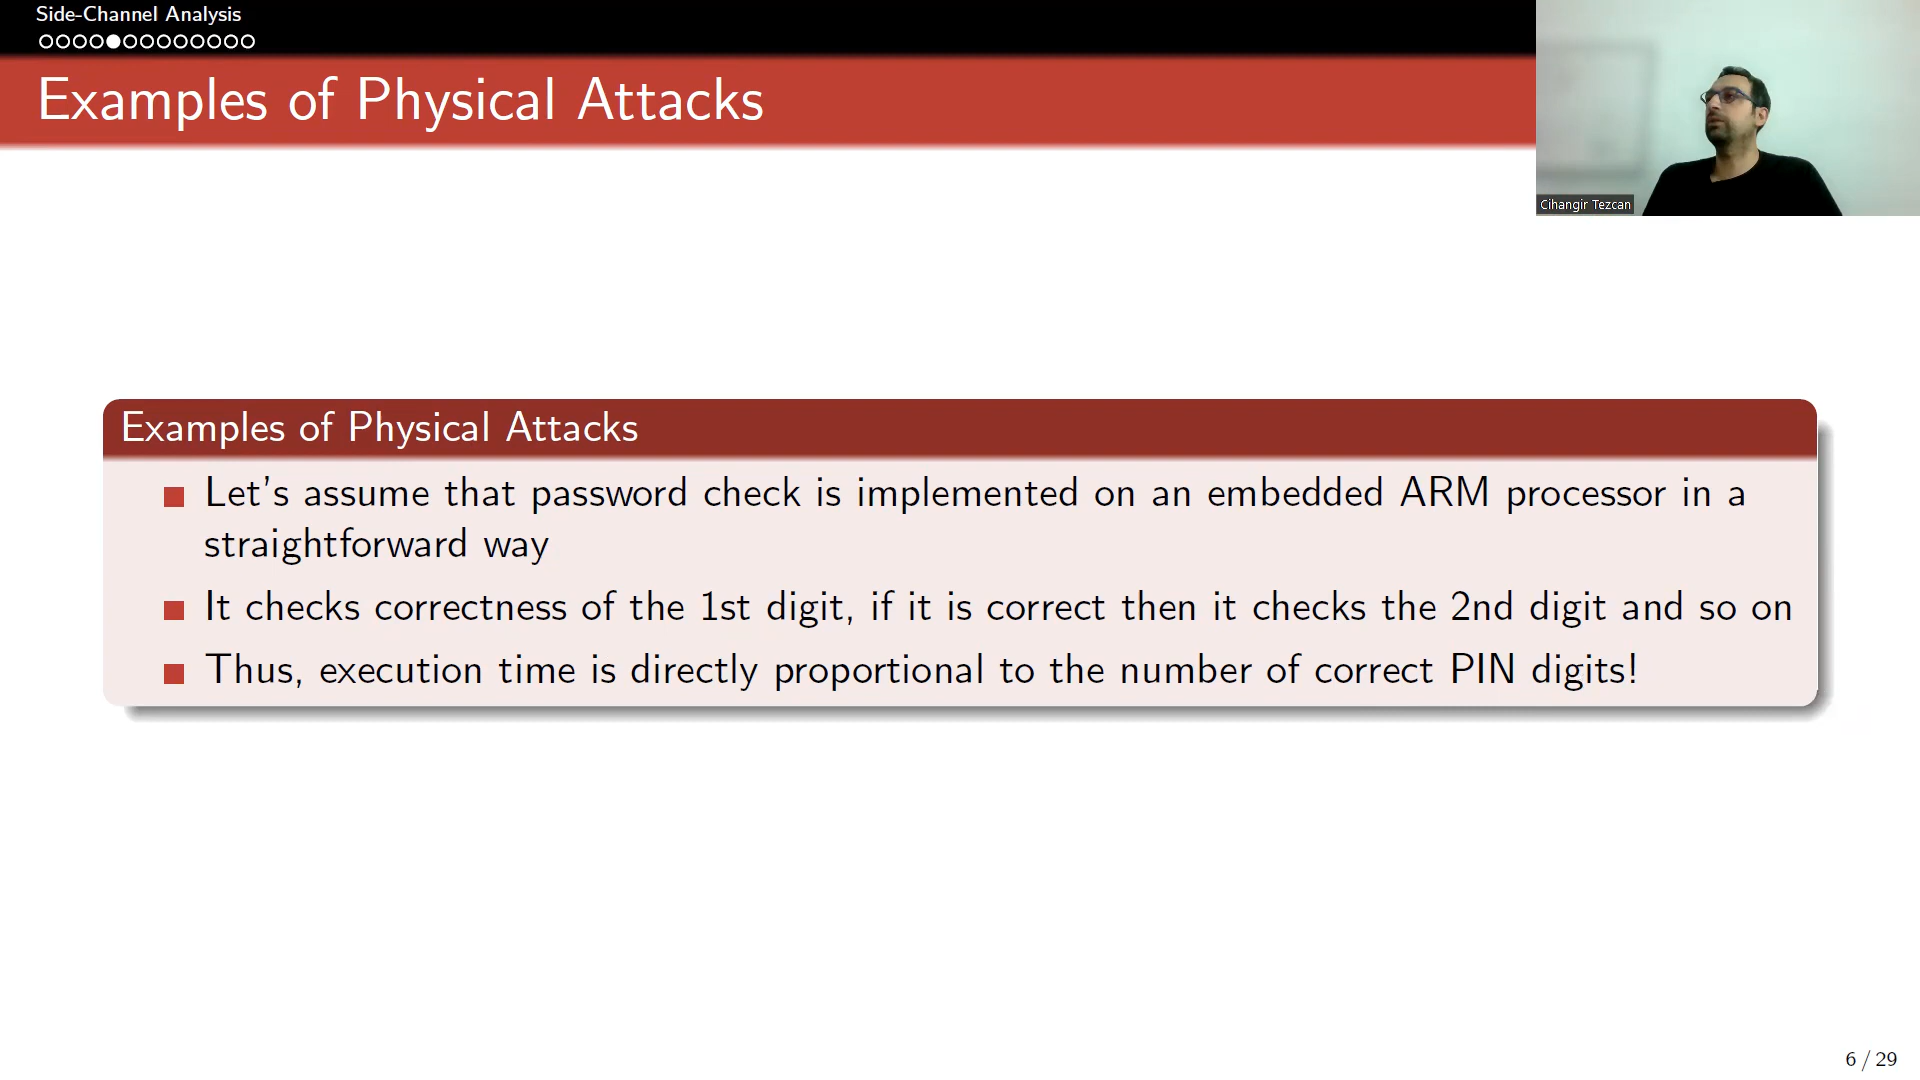 Side-Channel Analysis
Examples of Physical Attacks
Cihangir Tezcan
Examples of Physical Attacks
Let's assume that password check is implemented on an embedded ARM processor in a
straightforward way
It checks correctness of the 1st digit, if it is correct then it checks the 2nd digit and so on
Thus, execution time is directly proportional to the number of correct PIN digits!
6 / 29